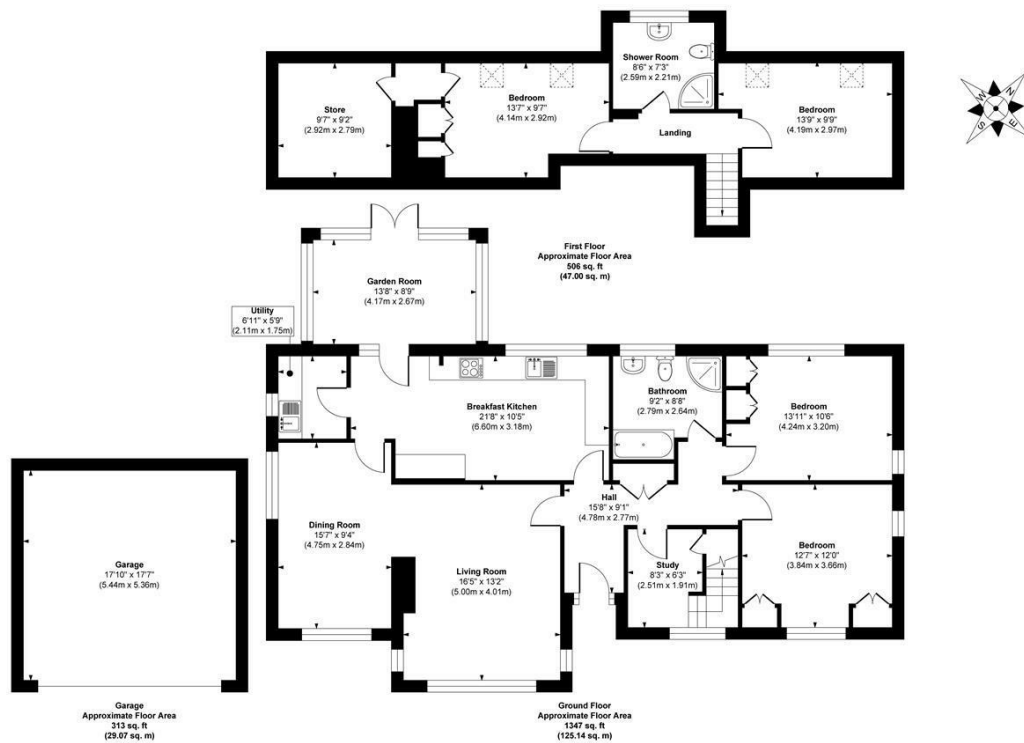 Shower Room
8'6" x 7'3"
(2.59m x 2.21m)
Store
9'7" x 9'2"
(2.92m x 2.79m)
Bedroom
13'7" x 9'7"
(4.14m x 2.92m)
Landing
Bedroom
13'9" x 9'9"
(4.19m x 2.97m)
N
E
S
W
First Floor
Approximate Floor Area
506 sq. ft
(47.00 sq. m)
Garden Room
13'8" x 8'9"
(4.17m x 2.67m)
Utility
6'11" x 5'9"
(2.11m x 1.75m)
Breakfast Kitchen
21'8" x 10'5"
(6.60m x 3.18m)
Bathroom
9'2" x 8'8"
(2.79m x 2.64m)
Bedroom
13'11" x 10'6"
(4.24m x 3.20m)
Hall
15'8" x 9'1"
(4.78m x 2.77m)
Dining Room
15'7" x 9'4"
(4.75m x 2.84m)
Living Room
16'5" x 13'2"
(5.00m x 4.01m)
Study
8'3" x 6'3"
(2.51m x 1.91m)
Bedroom
12'7" x 12'0"
(3.84m x 3.66m)
Garage
17'10" x 17'7"
(5.44m x 5.36m)
Garage
Approximate Floor Area
313 sq. ft
(29.07 sq. m)
Ground Floor
Approximate Floor Area
1347 sq. ft
(125.14 sq. m)